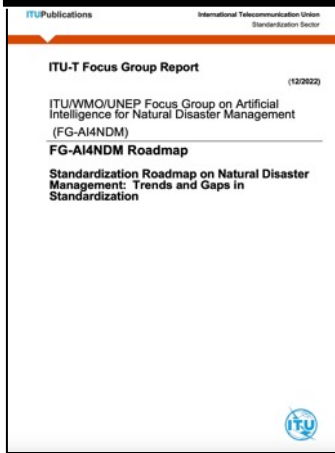 ITUPublications
International Telecommunication Union
Standardization Sector
ITU-T Focus Group Report
(12/2022)
ITU/WMO/UNEP Focus Group on Artificial
Intelligence for Natural Disaster Management
(FG-AI4NDM)
FG-AI4NDM Roadmap
Standardization Roadmap on Natural Disaster
Management: Trends and Gaps in
Standardization
ITU